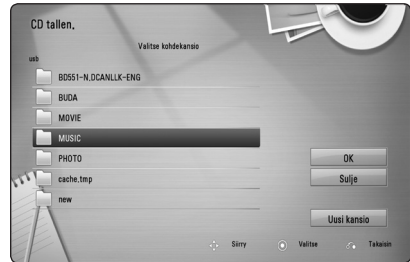 CD tallen.
Valitse kohdekansio
usb
BD551-N.DCANLLK-ENG
BUDA
MOVIE
MUSIC
PHOTO
cache.tmp
new
OK
Sulje
Uusi kansio
Siirry Valitse Takaisin